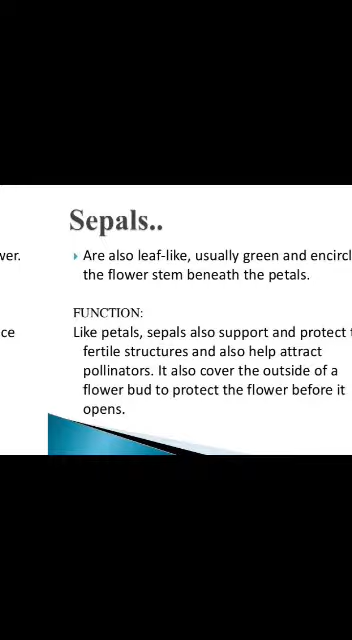 Sepals..
wer.
Are also leaf-like, usually green and encircl
the flower stem beneath the petals.
FUNCTION:
ce
Like petals, sepals also support and protect t
fertile structures and also help attract
pollinators. It also cover the outside of a
flower bud to protect the flower before it
opens.